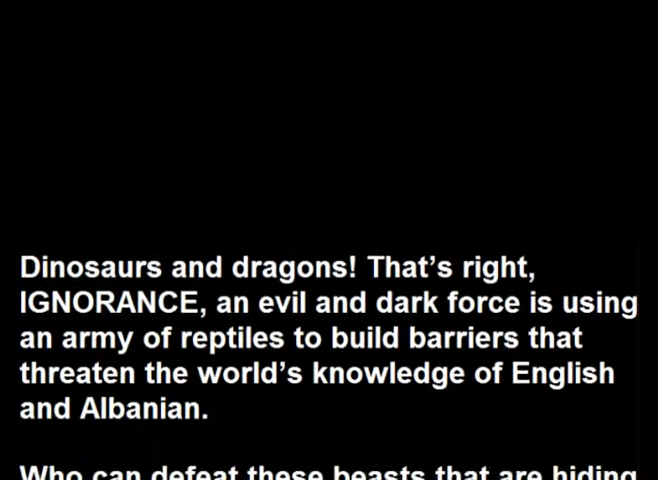 Dinosaurs and dragons! That’s right,
IGNORANCE, an evil and dark force is using
an army of reptiles to build barriers that
threaten the world’s knowledge of English
and Albanian.
Who can defeat these beasts that are hiding